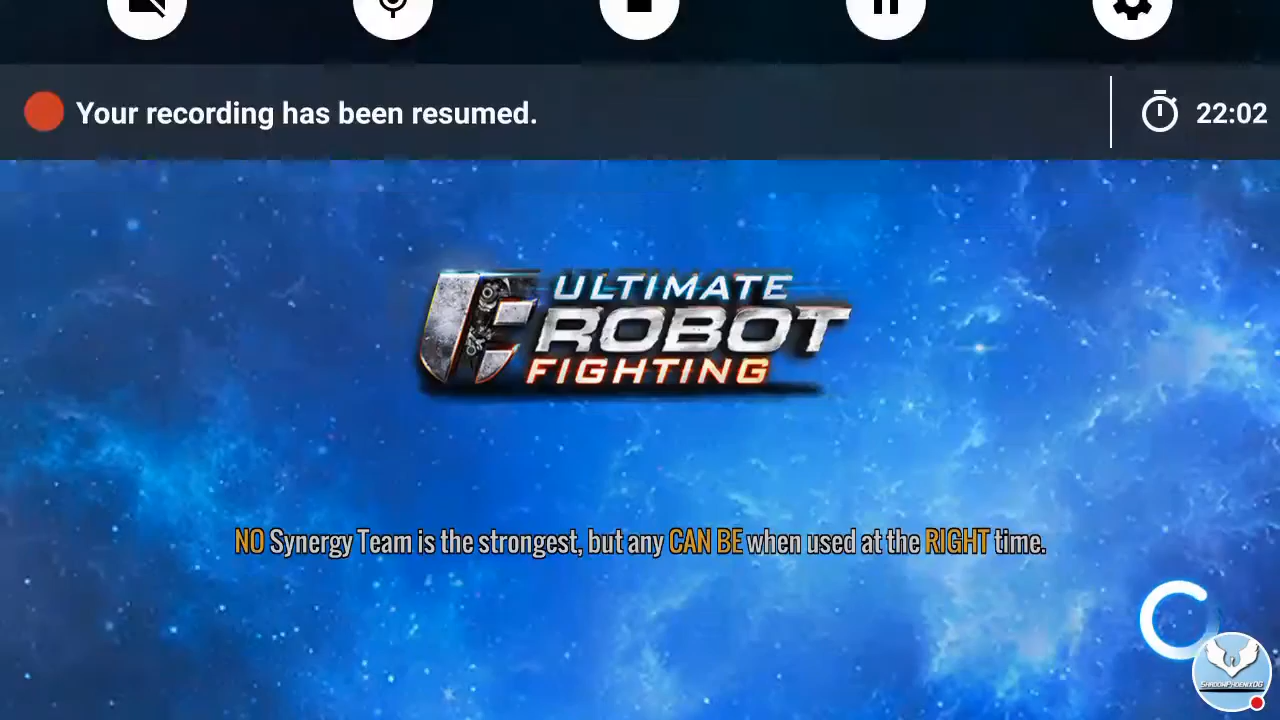 Your recording has been resumed.
22:02
ULTIMATE
ROBOT
FIGHTING
NO Synergy Team is the strongest, but any CAN BE when used at the RIGHT time.
SHADOWPHOENIXOG